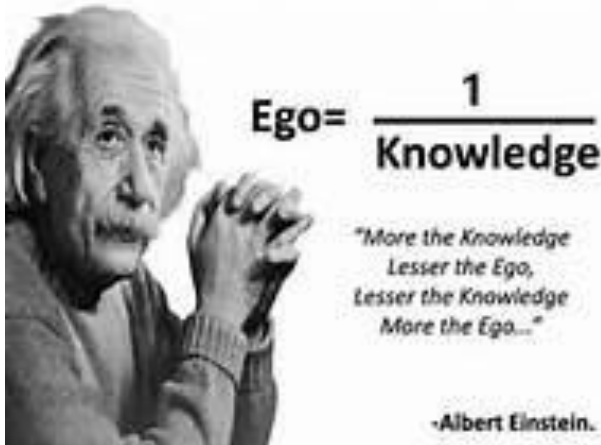 Ego= 1
Knowledge
"More the Knowledge
Lesser the Ego,
Lesser the Knowledge
More the Ego..."
-Albert Einstein.